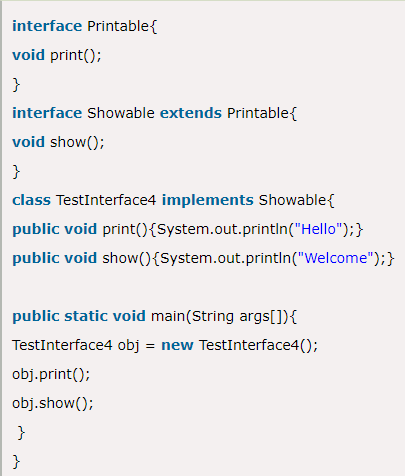 interface Printable{
void print();
}
interface Showable extends Printable{
void show();
}
class TestInterface4 implements Showable{
public void print(){System.out.println("Hello");}
public void show(){System.out.println("Welcome");}
public static void main(String args[]){
TestInterface4 obj = new TestInterface4();
obj.print();
obj.show();
}
}